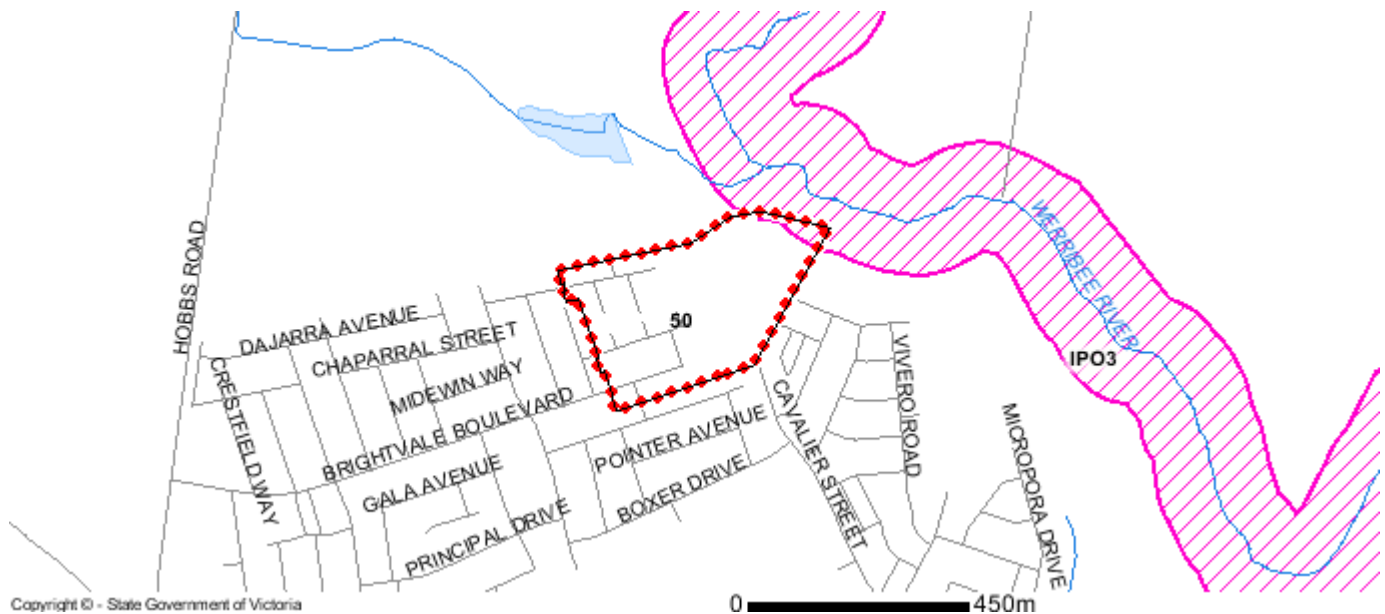 WERRIBEE RIVER
HOBBS ROAD
DAJARRA AVENUE
CHAPARRAL STREET
50
IPO3
VIVERO ROAD
CRESTFIELD WAY
MIDEWIN WAY
BRIGHTVALE BOULEVARD
CAVALIER STREET
POINTER AVENUE
MICROPORA DRIVE
GALA AVENUE
BOXER DRIVE
PRINCIPAL DRIVE
Copyright © - State Government of Victoria
0 450m